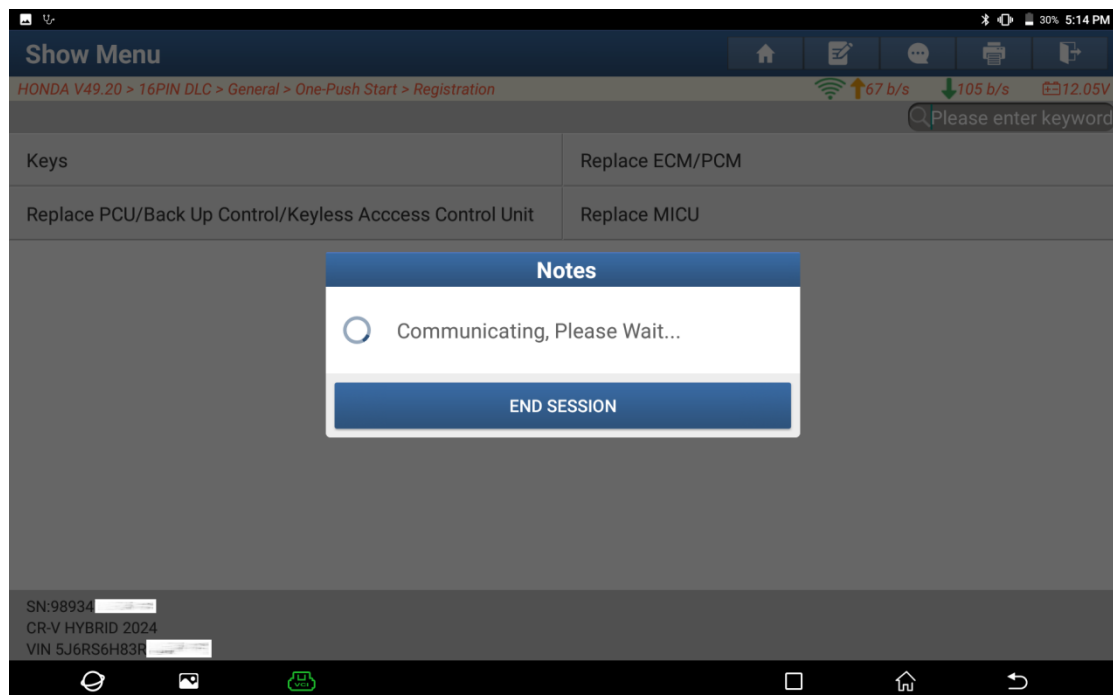 30% 5:14 PM
Show Menu
HONDA V49.20 > 16PIN DLC > General > One-Push Start > Registration
67 b/s 105 b/s 12.05V
Please enter keyword
Keys Replace ECM/PCM
Replace PCU/Back Up Control/Keyless Acccess Control Unit Replace MICU
Notes
Communicating, Please Wait...
END SESSION
SN:98934
CR-V HYBRID 2024
VIN 5J6RS6H83R
VCI